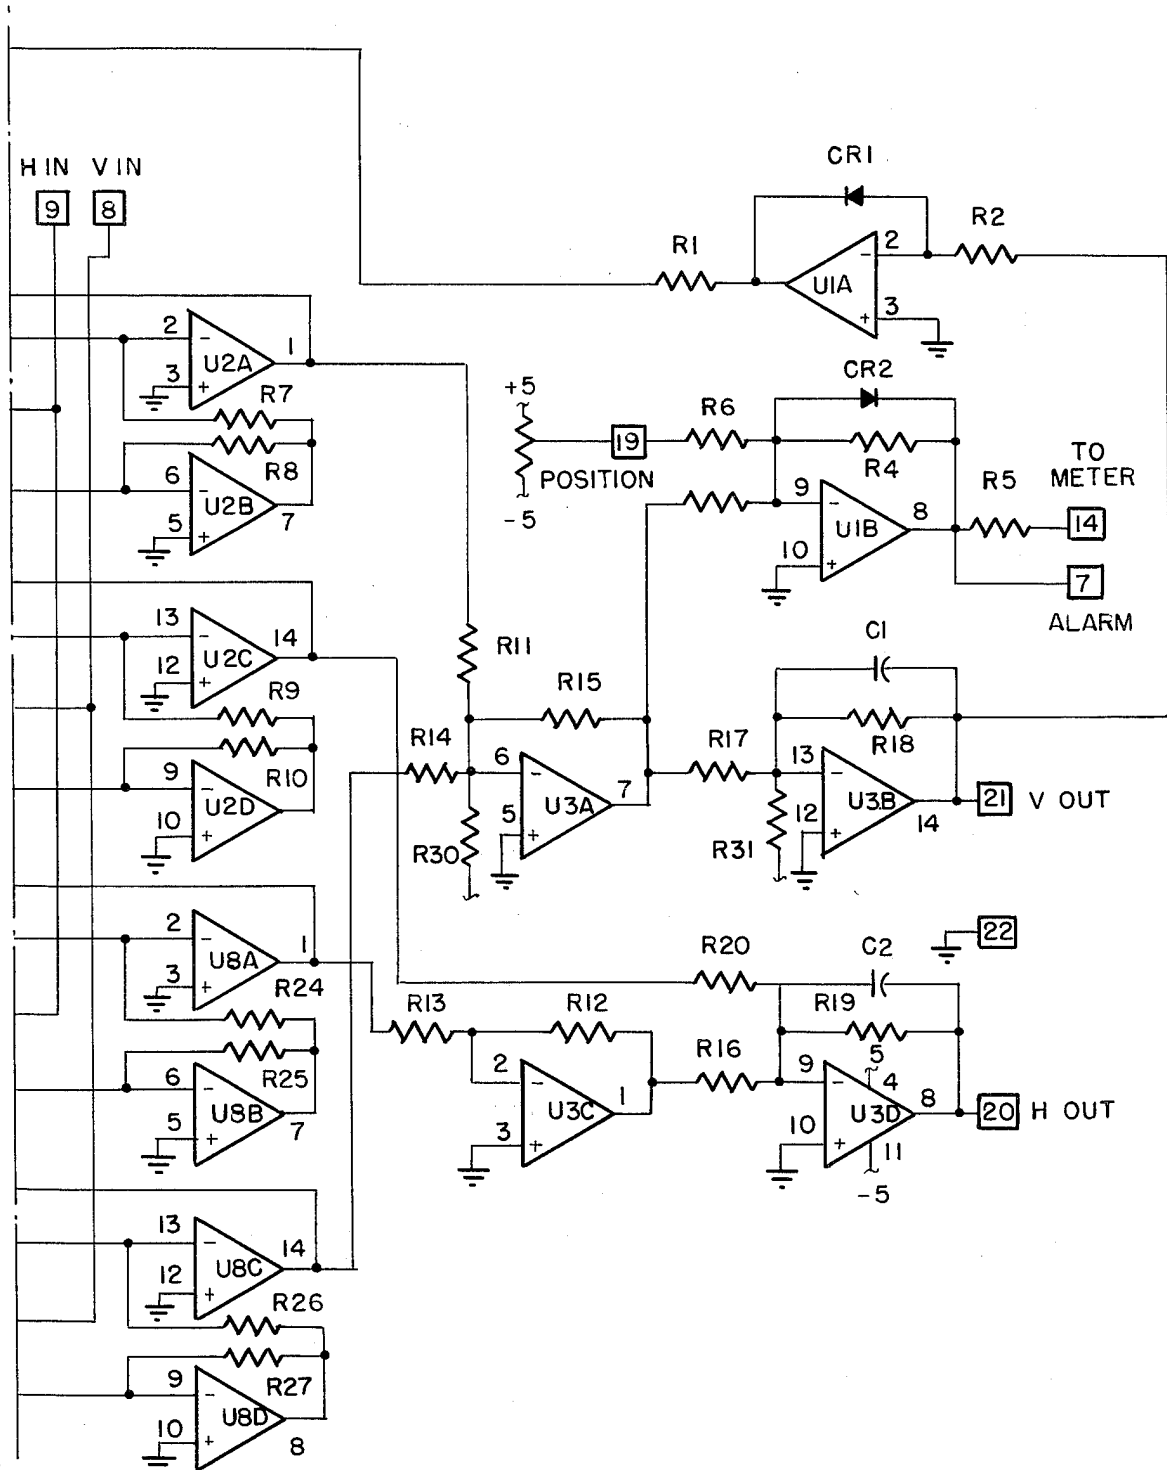 H IN V IN
9 8
CR1
R1
2
R2
U1A
3
2
1
U2A
3
R7
R8
6
U2B
5
7
+5
-5
19
POSITION
CR2
R6
R4
9
8
U1B
10
R5
TO
METER
14
7
ALARM
13
14
U2C
12
R9
R10
9
U2D
10
8
R11
R15
R14
6
5
U3A
7
R30
C1
R17
R18
13
U3B
12
14
R31
21 V OUT
22
2
1
U8A
3
R24
R25
6
U8B
5
7
R20
C2
R13
R12
R19
2
1
U3C
3
R16
5
9
4
8
U3D
10
11
-5
20 H OUT
13
14
U8C
12
R26
R27
9
U8D
10
8